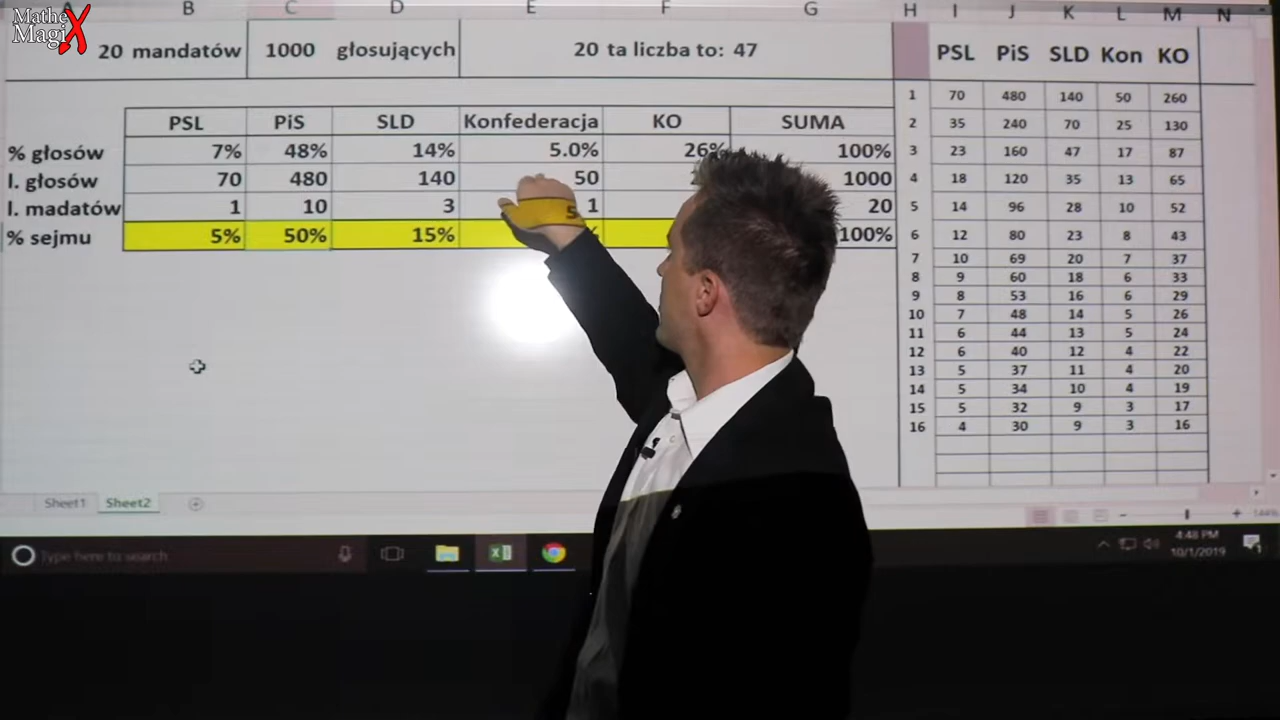 Mathe
MagiX
A B C D E F G H I J K L M N
20 mandatów 1000 głosujących 20 ta liczba to: 47
PSL PiS SLD Kon KO
PSL PiS SLD Konfederacja KO SUMA
% głosów 7% 48% 14% 5.0% 26% 100%
l. głosów 70 480 140 50 1000
l. madatów 1 10 3 1 20
% sejmu 5% 50% 15% 5 % 100%
1 70 480 140 50 260
2 35 240 70 25 130
3 23 160 47 17 87
4 18 120 35 13 65
5 14 96 28 10 52
6 12 80 23 8 43
7 10 69 20 7 37
8 9 60 18 6 33
9 8 53 16 6 29
10 7 48 14 5 26
11 6 44 13 5 24
12 6 40 12 4 22
13 5 37 11 4 20
14 5 34 10 4 19
15 5 32 9 3 17
16 4 30 9 3 16
Sheet1 Sheet2
144%
Type here to search
4:48 PM
10/1/2019